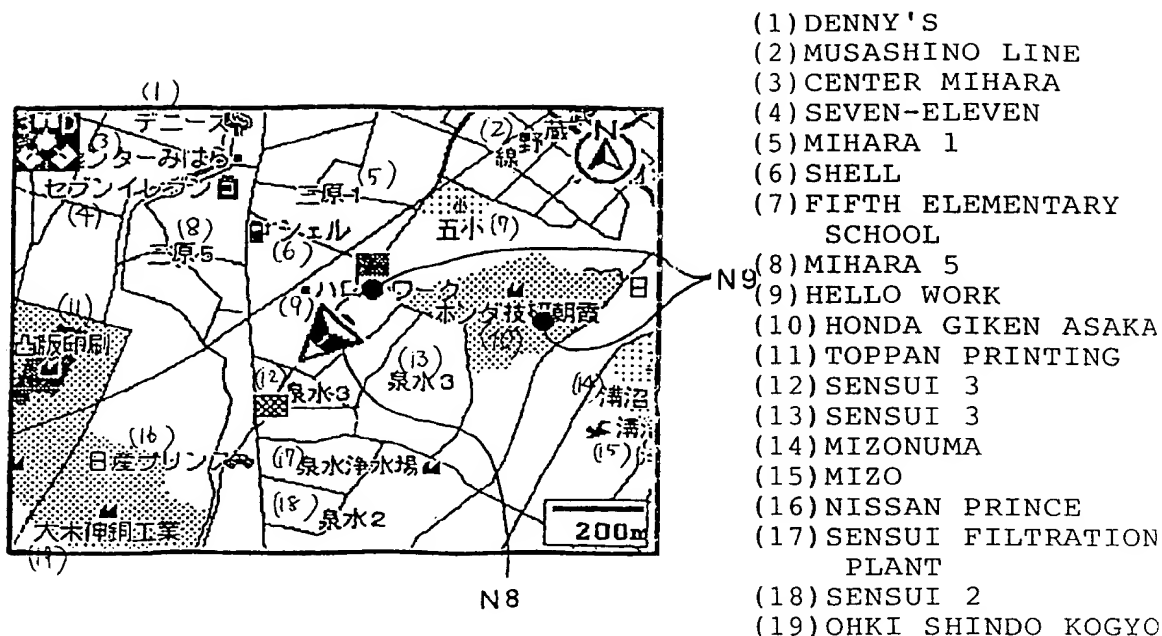 (1)
デニーズ
(3)
ンターみはら
セブンイレブン
(4)
(8)
三原5
(2)
野蔵
線
N
(5)
三原1
シェル
(6)
五小(7)
(9)
ハロ ワーク
ホンダ技研朝霞
(10)
日
(11)
凸版印刷
(12)
泉水3
(13)
泉水3
(14)
溝沼
溝
(15)
(16)
日産プリンス
(17)泉水浄水場
(18)泉水2
大木伸銅工業
(19)
200m
N9
N8
(1)DENNY'S
(2)MUSASHINO LINE
(3)CENTER MIHARA
(4)SEVEN-ELEVEN
(5)MIHARA 1
(6)SHELL
(7)FIFTH ELEMENTARY
SCHOOL
(8)MIHARA 5
(9)HELLO WORK
(10)HONDA GIKEN ASAKA
(11)TOPPAN PRINTING
(12)SENSUI 3
(13)SENSUI 3
(14)MIZONUMA
(15)MIZO
(16)NISSAN PRINCE
(17)SENSUI FILTRATION
PLANT
(18)SENSUI 2
(19)OHKI SHINDO KOGYO